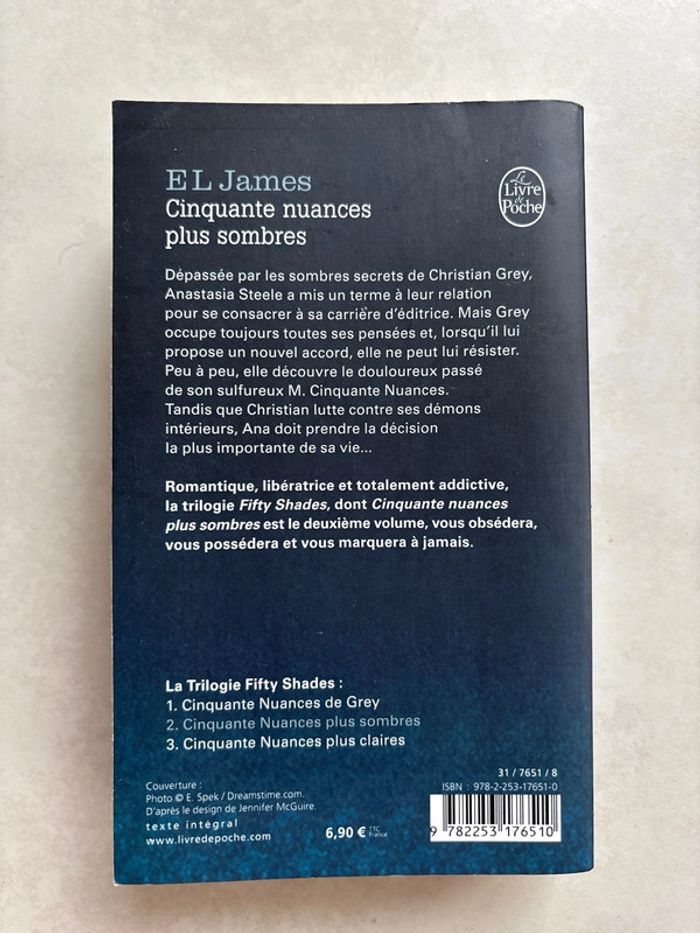 E L James
Cinquante nuances
plus sombres
Le
Livre
de
Poche
Dépassée par les sombres secrets de Christian Grey,
Anastasia Steele a mis un terme à leur relation
pour se consacrer à sa carrière d'éditrice. Mais Grey
occupe toujours toutes ses pensées et, lorsqu'il lui
propose un nouvel accord, elle ne peut lui résister.
Peu à peu, elle découvre le douloureux passé
de son sulfureux M. Cinquante Nuances.
Tandis que Christian lutte contre ses démons
intérieurs, Ana doit prendre la décision
la plus importante de sa vie...
Romantique, libératrice et totalement addictive,
la trilogie Fifty Shades, dont Cinquante nuances
plus sombres est le deuxième volume, vous obsédera,
vous possédera et vous marquera à jamais.
La Trilogie Fifty Shades :
1. Cinquante Nuances de Grey
2. Cinquante Nuances plus sombres
3. Cinquante Nuances plus claires
Couverture :
Photo © E. Spek / Dreamstime.com.
D'après le design de Jennifer McGuire.
texte intégral
www.livredepoche.com
6,90 € TTC
France
31 / 7651 / 8
ISBN : 978-2-253-17651-0
9 782253 176510